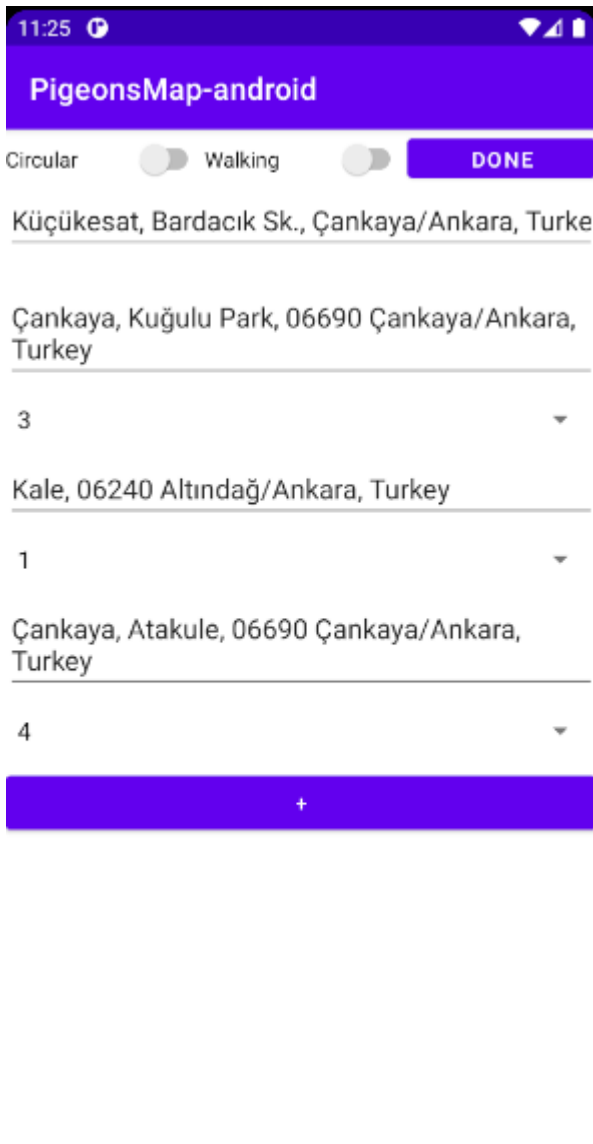 11:25
PigeonsMap-android
Circular Walking DONE
Küçükesat, Bardacık Sk., Çankaya/Ankara, Turke
Çankaya, Kuğulu Park, 06690 Çankaya/Ankara,
Turkey
3
Kale, 06240 Altındağ/Ankara, Turkey
1
Çankaya, Atakule, 06690 Çankaya/Ankara,
Turkey
4
+